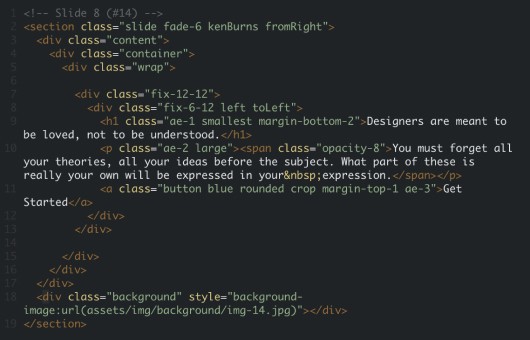 1 <!-- Slide 8 (#14) -->
2 <section class="slide fade-6 kenBurns fromRight">
3 <div class="content">
4 <div class="container">
5 <div class="wrap">
6
7 <div class="fix-12-12">
8 <div class="fix-6-12 left toLeft">
9 <h1 class="ae-1 smallest margin-bottom-2">Designers are meant to
be loved, not to be understood.</h1>
10 <p class="ae-2 large"><span class="opacity-8">You must forget all
your theories, all your ideas before the subject. What part of these is
really your own will be expressed in your&nbsp;expression.</span></p>
11 <a class="button blue rounded crop margin-top-1 ae-3">Get
Started</a>
12 </div>
13 </div>
14
15 </div>
16 </div>
17 </div>
18 <div class="background" style="background-
image:url(assets/img/background/img-14.jpg)"></div>
19 </section>